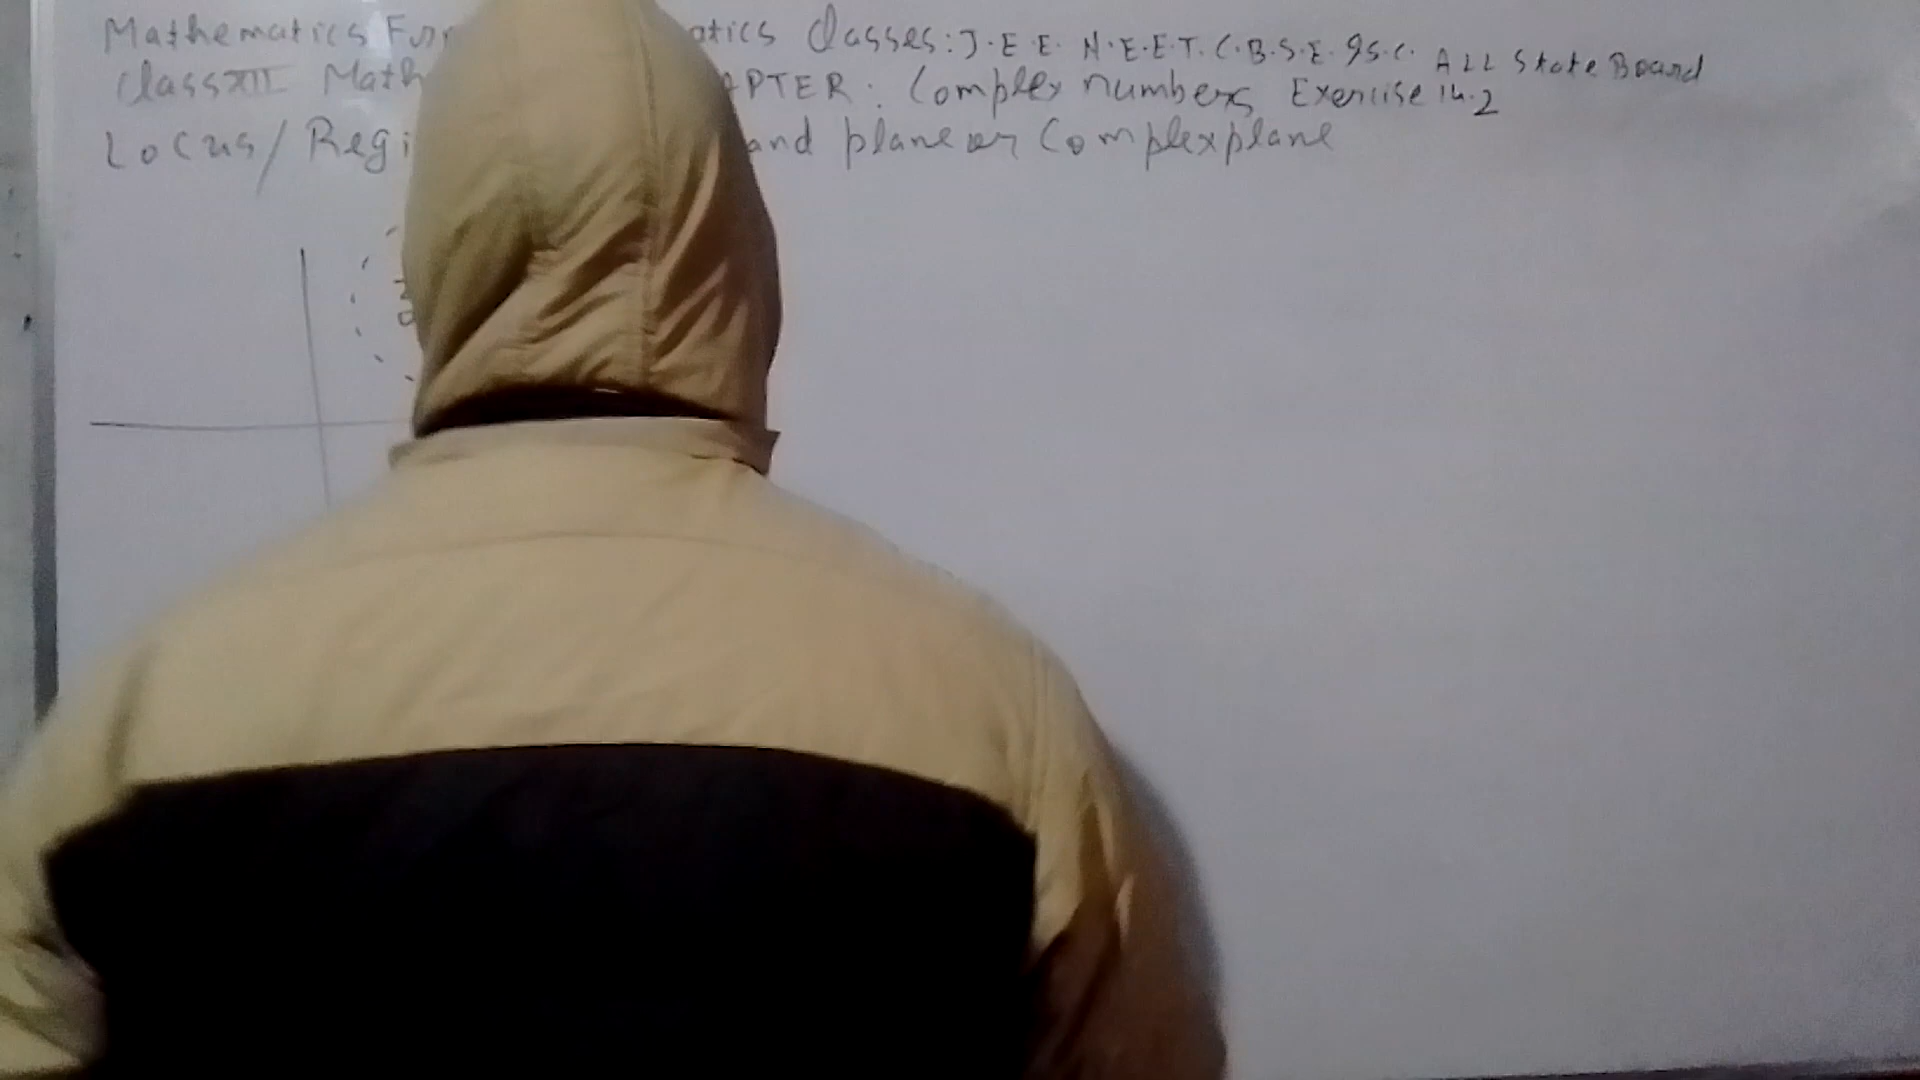 Mathematics For atics Classes: J.E.E. N.E.E.T. C.B.S.E. ISC. ALL State Board
Class XII Math APTER: Complex numbers Exercise 14.2
Locus/Regi and plane or Complex plane